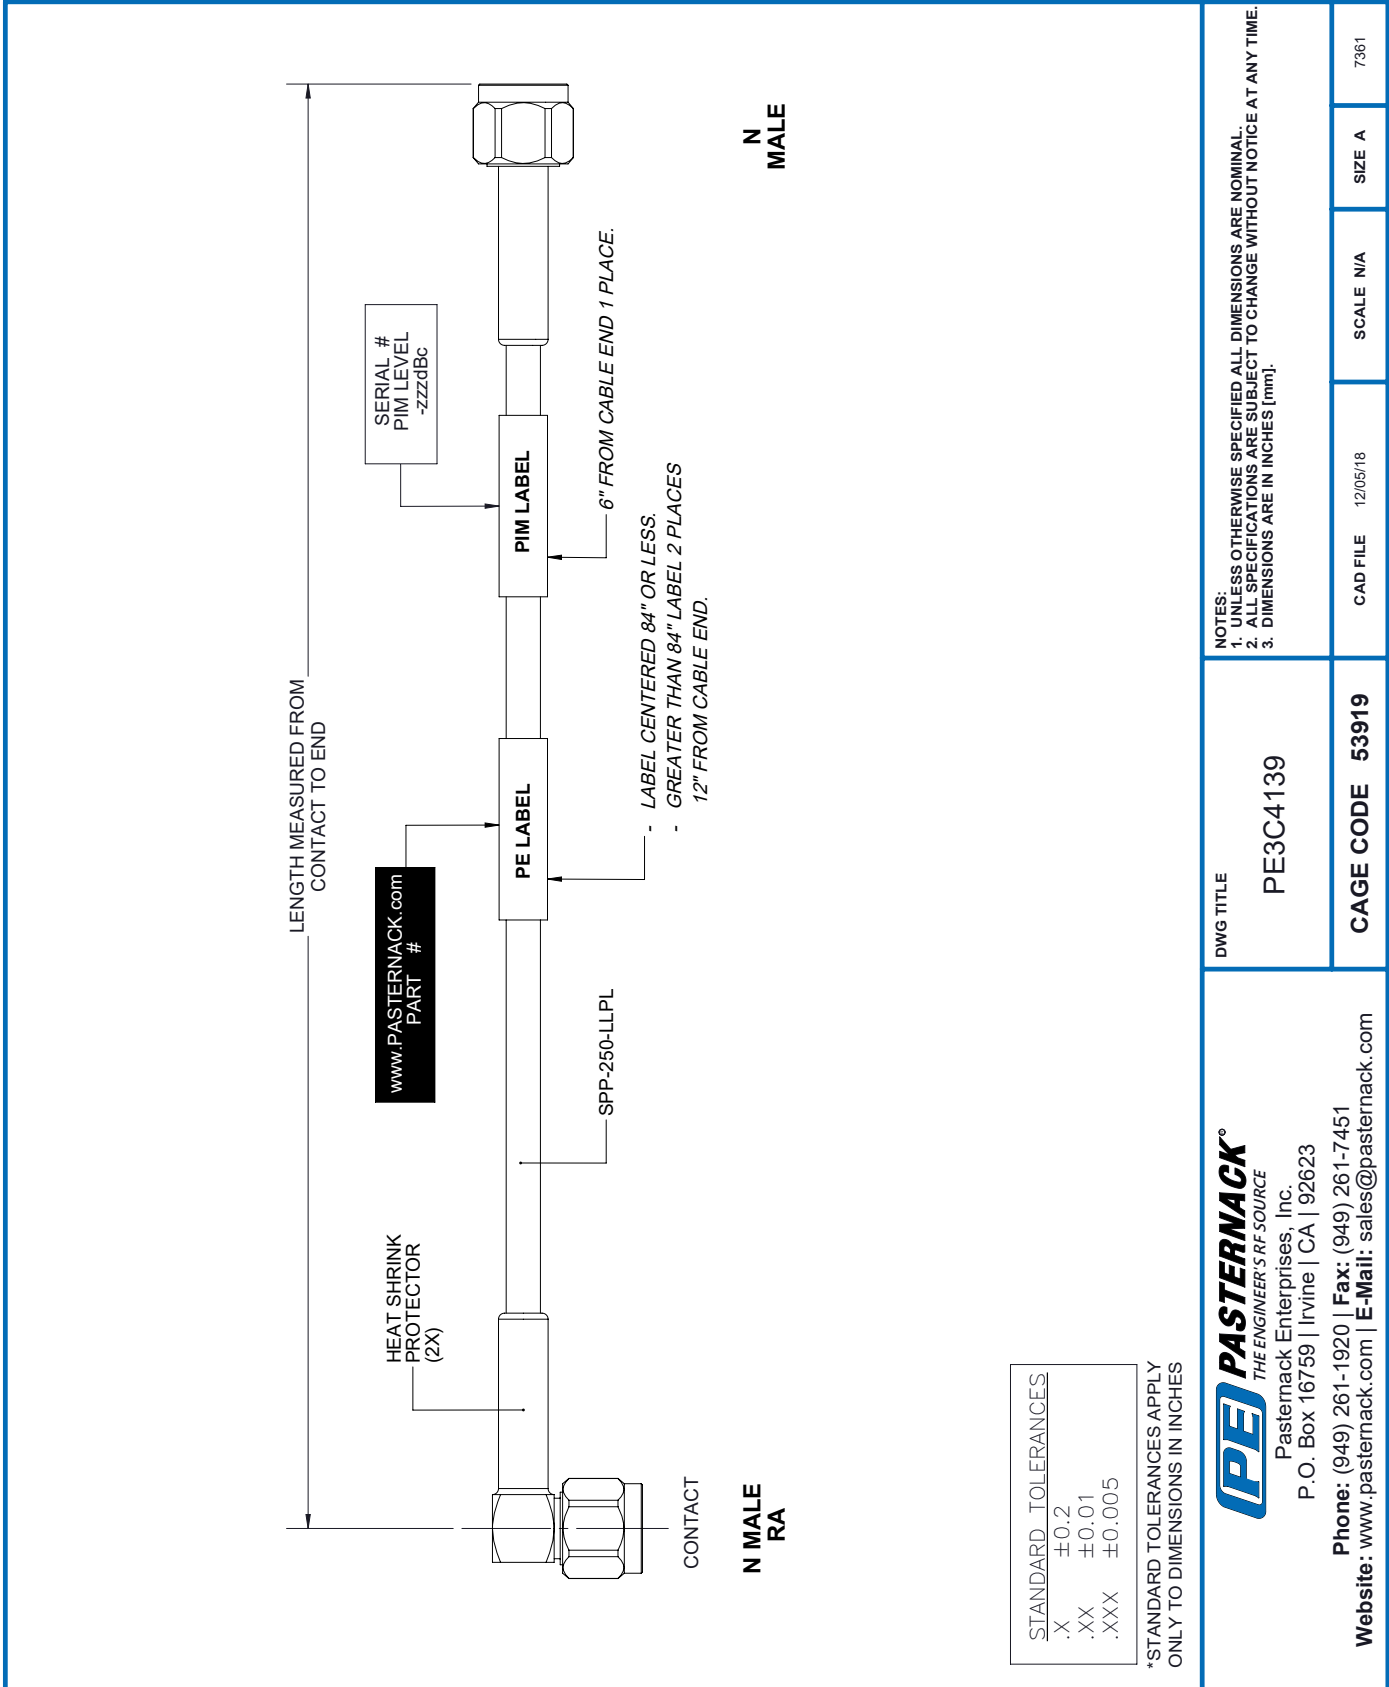 LENGTH MEASURED FROM
CONTACT TO END
HEAT SHRINK
PROTECTOR
(2X)
www.PASTERNACK.com
PART #
SERIAL #
PIM LEVEL
-zzzdBc
PE LABEL
PIM LABEL
SPP-250-LLPL
6" FROM CABLE END 1 PLACE.
- LABEL CENTERED 84" OR LESS.
- GREATER THAN 84" LABEL 2 PLACES
12" FROM CABLE END.
CONTACT
N MALE
RA
N
MALE
STANDARD TOLERANCES
.X ±0.2
.XX ±0.01
.XXX ±0.005
*STANDARD TOLERANCES APPLY
ONLY TO DIMENSIONS IN INCHES
PE PASTERNACK®
THE ENGINEER'S RF SOURCE
Pasternack Enterprises, Inc.
P.O. Box 16759 | Irvine | CA | 92623
Phone: (949) 261-1920 | Fax: (949) 261-7451
Website: www.pasternack.com | E-Mail: sales@pasternack.com
DWG TITLE
PE3C4139
CAGE CODE 53919
NOTES:
1. UNLESS OTHERWISE SPECIFIED ALL DIMENSIONS ARE NOMINAL.
2. ALL SPECIFICATIONS ARE SUBJECT TO CHANGE WITHOUT NOTICE AT ANY TIME.
3. DIMENSIONS ARE IN INCHES [mm].
CAD FILE 12/05/18
SCALE N/A
SIZE A
7361